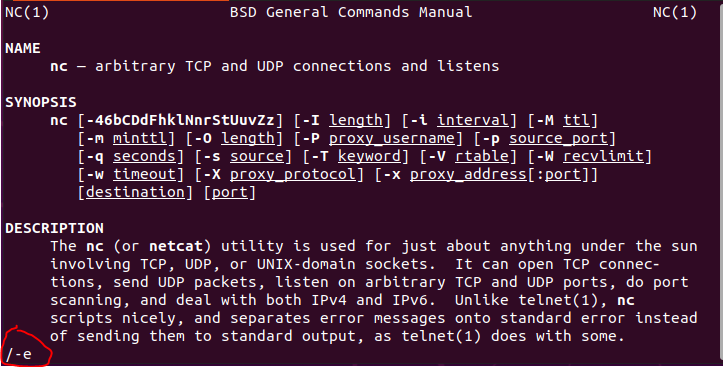 NC(1) BSD General Commands Manual NC(1)
NAME
nc — arbitrary TCP and UDP connections and listens
SYNOPSIS
nc [-46bCDdFhklNnrStUuvZz] [-I length] [-i interval] [-M ttl]
[-m minttl] [-O length] [-P proxy_username] [-p source_port]
[-q seconds] [-s source] [-T keyword] [-V rtable] [-W recvlimit]
[-w timeout] [-X proxy_protocol] [-x proxy_address[:port]]
[destination] [port]
DESCRIPTION
The nc (or netcat) utility is used for just about anything under the sun
involving TCP, UDP, or UNIX-domain sockets.  It can open TCP connec‐
tions, send UDP packets, listen on arbitrary TCP and UDP ports, do port
scanning, and deal with both IPv4 and IPv6.  Unlike telnet(1), nc
scripts nicely, and separates error messages onto standard error instead
of sending them to standard output, as telnet(1) does with some.
/-e